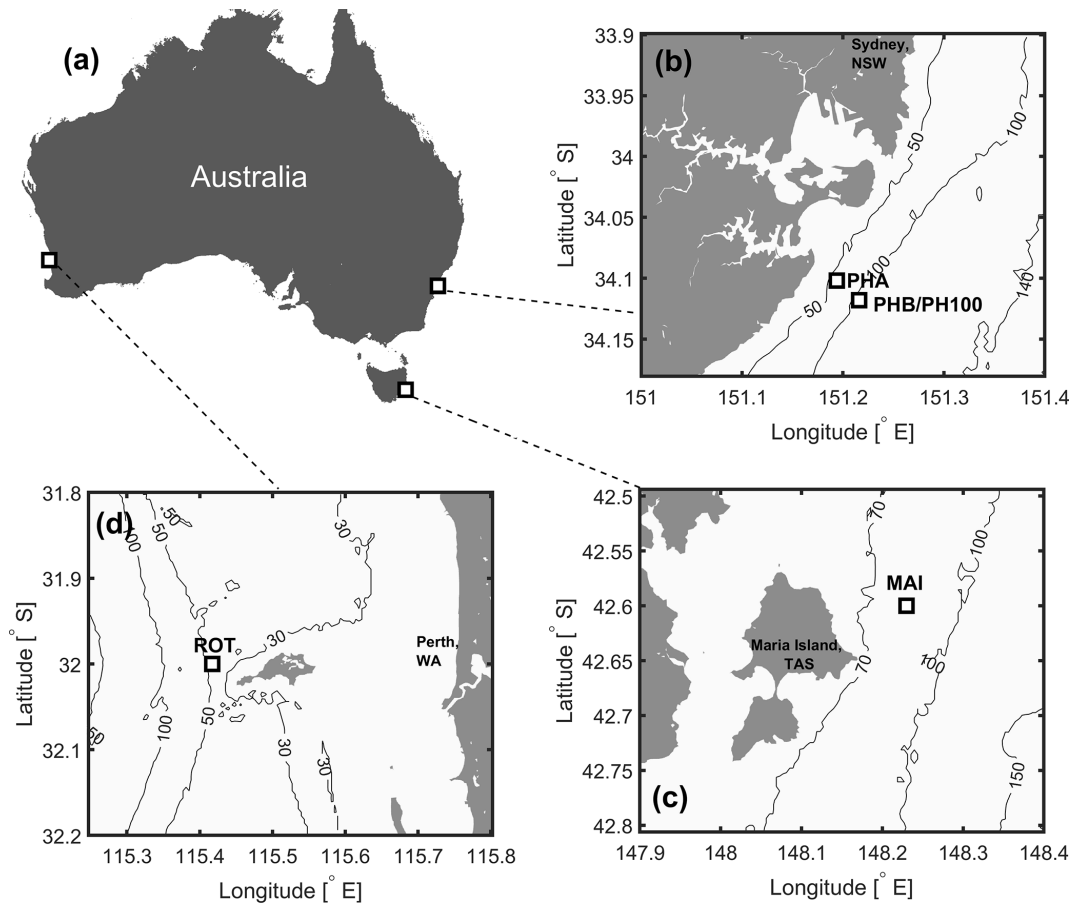 (a)
Australia
(b)
Sydney,
NSW
33.9
33.95
34
34.05
34.1
34.15
Latitude [° S]
50
100
50
100
140
PHA
PHB/PH100
151
151.1
151.2
151.3
151.4
Longitude [° E]
(d)
31.8
31.9
32
32.1
32.2
Latitude [° S]
100
50
50
30
30
ROT
Perth,
WA
50
100
50
30
30
115.3
115.4
115.5
115.6
115.7
115.8
Longitude [° E]
42.5
42.55
42.6
42.65
42.7
42.75
42.8
Latitude [° S]
70
100
MAI
Maria Island,
TAS
70
100
150
(c)
147.9
148
148.1
148.2
148.3
148.4
Longitude [° E]